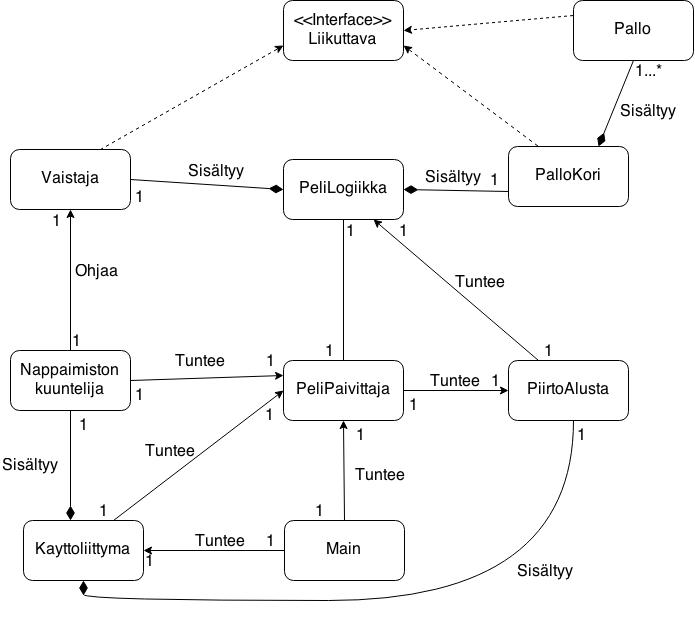 <<Interface>>
Liikuttava
Pallo
1...*
Sisältyy
Vaistaja
Sisältyy
PeliLogiikka
Sisältyy
1
PalloKori
1
1
1
1
Ohjaa
Tuntee
1
1
1
Nappaimiston
kuuntelija
Tuntee
1
1
PeliPaivittaja
Tuntee
1
1
PiirtoAlusta
1
1
1
1
Tuntee
Sisältyy
Tuntee
1
1
Kayttoliittyma
Tuntee
1
1
Main
Sisältyy